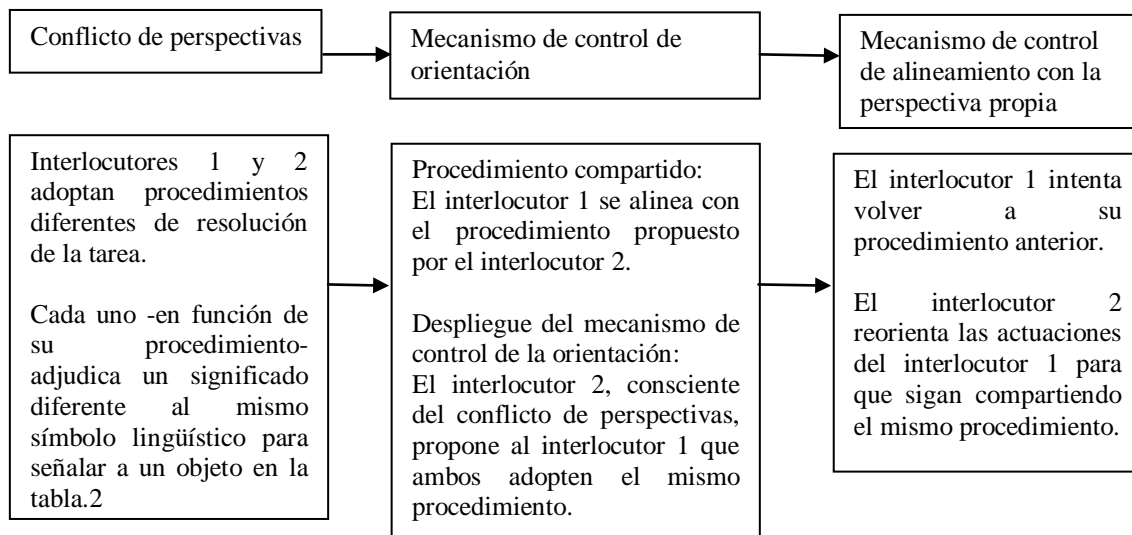 Conflicto de perspectivas
Mecanismo de control de
orientación
Mecanismo de control
de alineamiento con la
perspectiva propia
Interlocutores 1 y 2
adoptan procedimientos
diferentes de resolución
de la tarea.
Cada uno -en función de
su procedimiento-
adjudica un significado
diferente al mismo
símbolo lingüístico para
señalar a un objeto en la
tabla.2
Procedimiento compartido:
El interlocutor 1 se alinea con
el procedimiento propuesto
por el interlocutor 2.
Despliegue del mecanismo de
control de la orientación:
El interlocutor 2, consciente
del conflicto de perspectivas,
propone al interlocutor 1 que
ambos adopten el mismo
procedimiento.
El interlocutor 1 intenta
volver a su
procedimiento anterior.
El interlocutor 2
reorienta las actuaciones
del interlocutor 1 para
que sigan compartiendo
el mismo procedimiento.